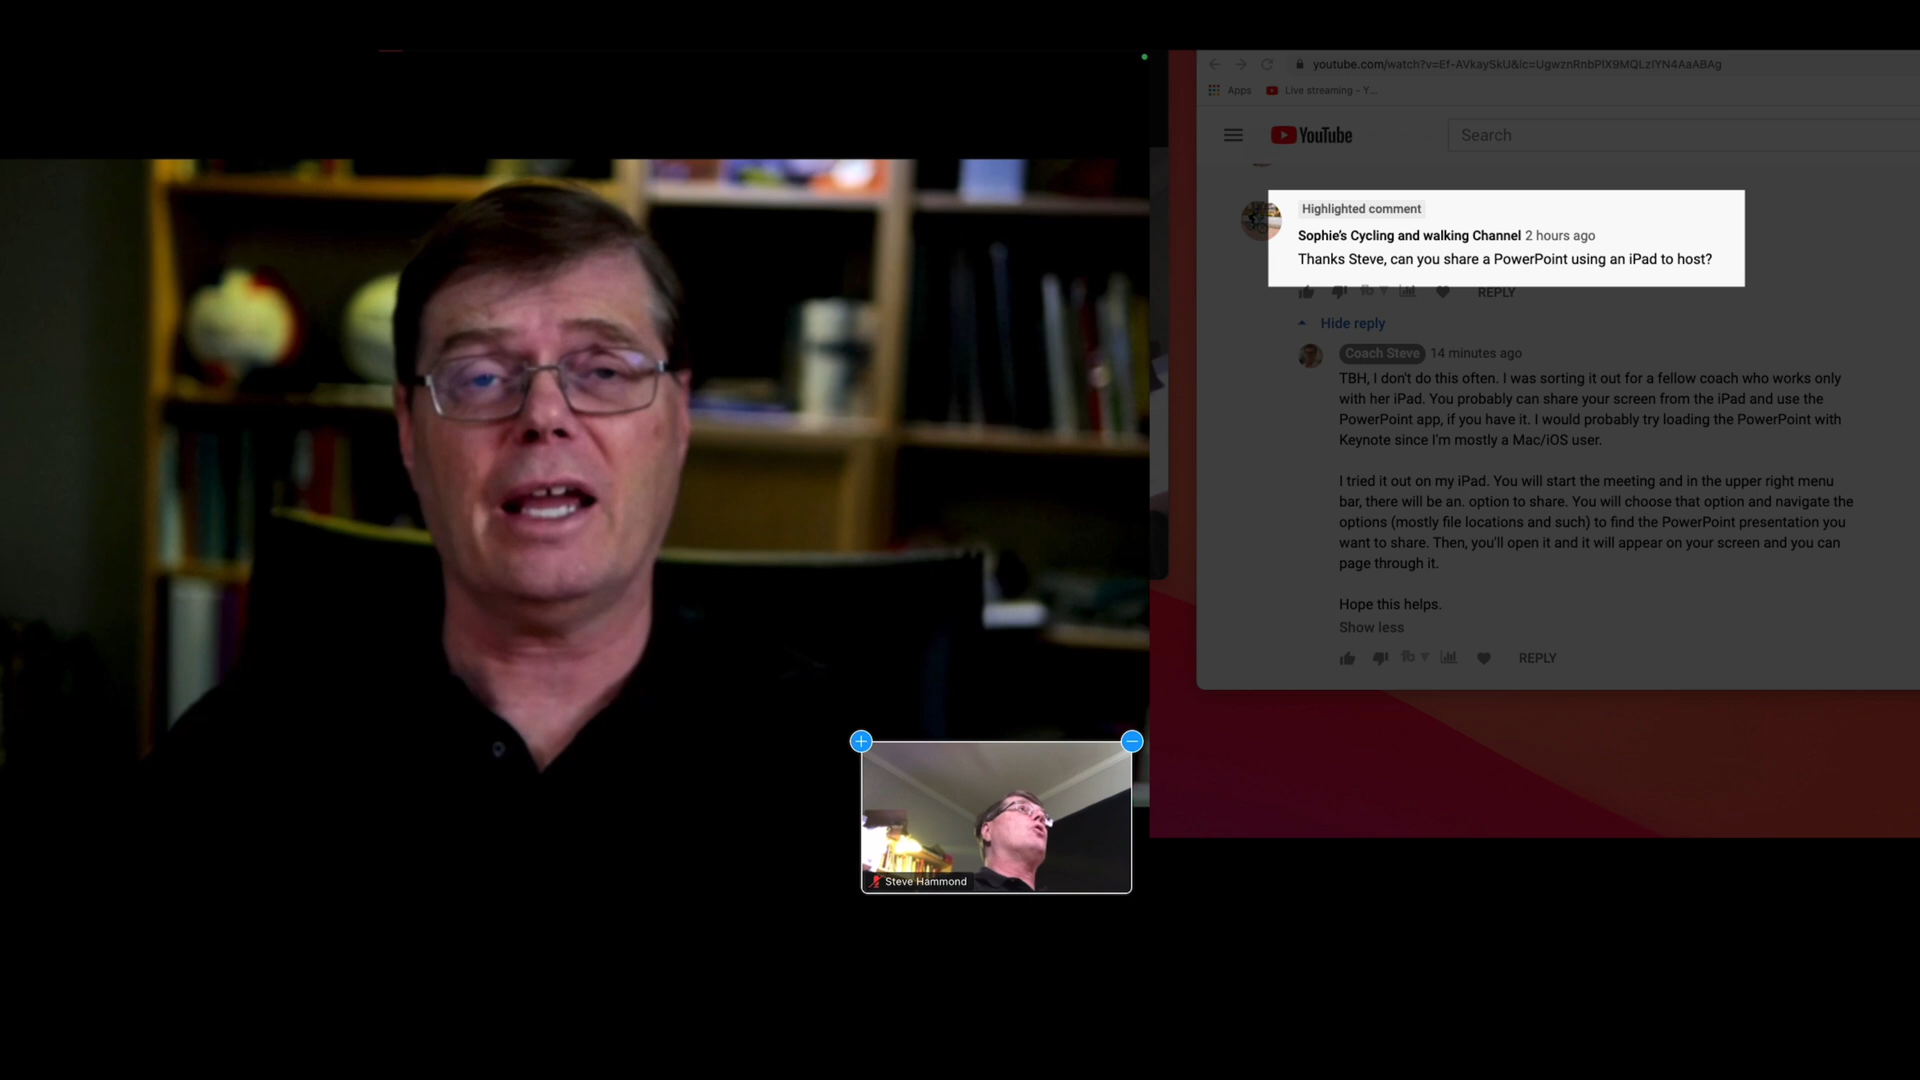 youtube.com/watch?v=Ef-AVkaySkU&lc=UgwznRnbPIX9MQLzIYN4AaABAg
Apps
Live streaming - Y...
YouTube
Search
Highlighted comment
Sophie's Cycling and walking Channel 2 hours ago
Thanks Steve, can you share a PowerPoint using an iPad to host?
REPLY
Hide reply
Coach Steve 14 minutes ago
TBH, I don't do this often. I was sorting it out for a fellow coach who works only
with her iPad. You probably can share your screen from the iPad and use the
PowerPoint app, if you have it. I would probably try loading the PowerPoint with
Keynote since I'm mostly a Mac/iOS user.
I tried it out on my iPad. You will start the meeting and in the upper right menu
bar, there will be an. option to share. You will choose that option and navigate the
options (mostly file locations and such) to find the PowerPoint presentation you
want to share. Then, you'll open it and it will appear on your screen and you can
page through it.
Hope this helps.
Show less
REPLY
Steve Hammond